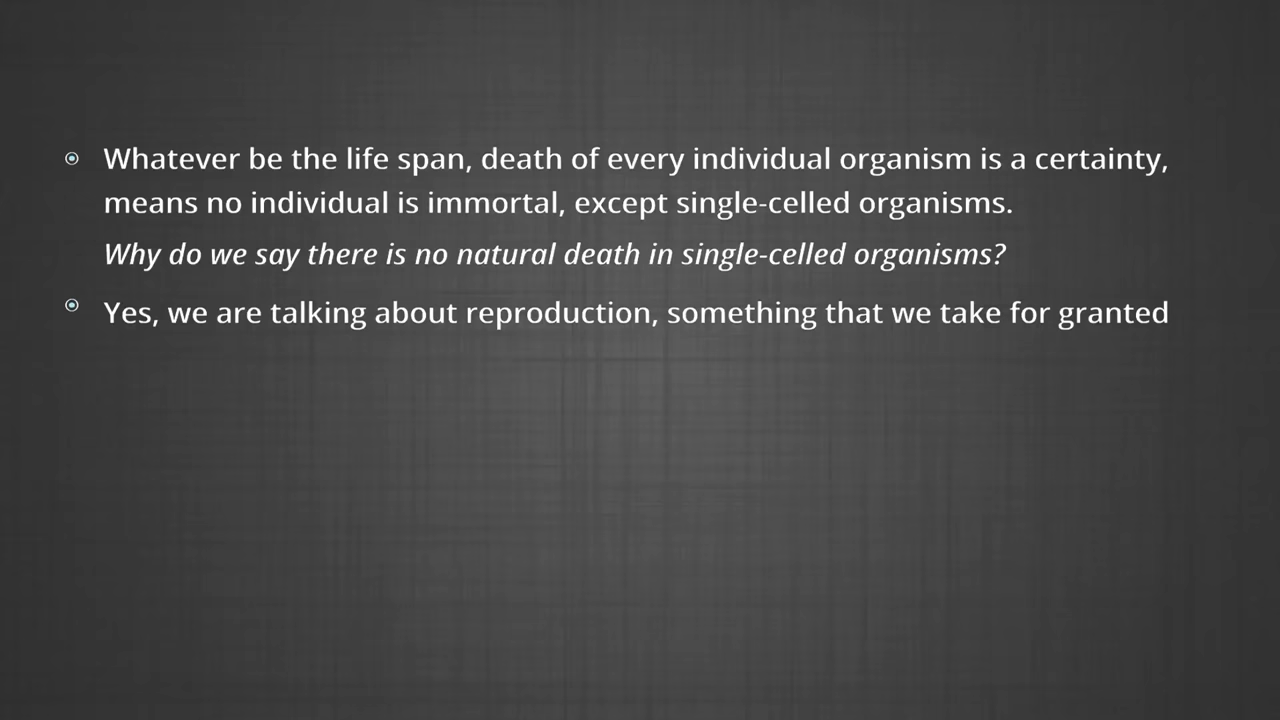 Whatever be the life span, death of every individual organism is a certainty,
means no individual is immortal, except single-celled organisms.
Why do we say there is no natural death in single-celled organisms?
Yes, we are talking about reproduction, something that we take for granted